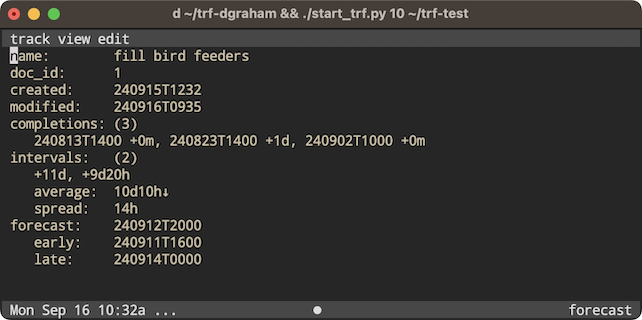 d ~/trf-dgraham && ./start_trf.py 10 ~/trf-test
track view edit
name: fill bird feeders
doc_id: 1
created: 240915T1232
modified: 240916T0935
completions: (3)
240813T1400 +0m, 240823T1400 +1d, 240902T1000 +0m
intervals: (2)
+11d, +9d20h
average: 10d10h↓
spread: 14h
forecast: 240912T2000
early: 240911T1600
late: 240914T0000
Mon Sep 16 10:32a ... ● forecast